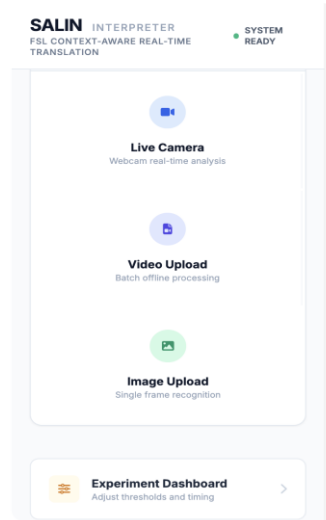 SALIN INTERPRETER
FSL CONTEXT-AWARE REAL-TIME
TRANSLATION
SYSTEM
READY
Live Camera
Webcam real-time analysis
Video Upload
Batch offline processing
Image Upload
Single frame recognition
Experiment Dashboard
Adjust thresholds and timing